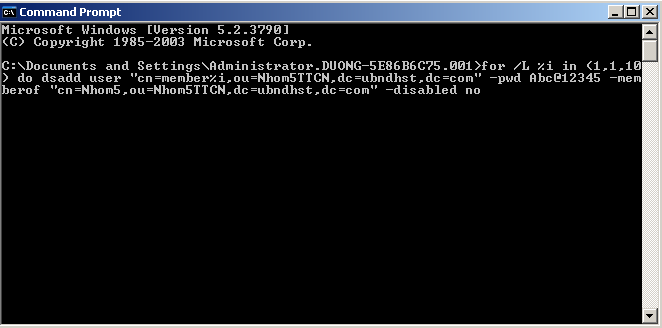 Command Prompt
Microsoft Windows [Version 5.2.3790]
(C) Copyright 1985-2003 Microsoft Corp.
C:\Documents and Settings\Administrator.DUONG-5E86B6C75.001>for /L %i in (1,1,10
) do dsadd user "cn=member%i,ou=Nhom5TTCN,dc=ubndhst,dc=com" -pwd Abc@12345 -mem
berof "cn=Nhom5,ou=Nhom5TTCN,dc=ubndhst,dc=com" -disabled no